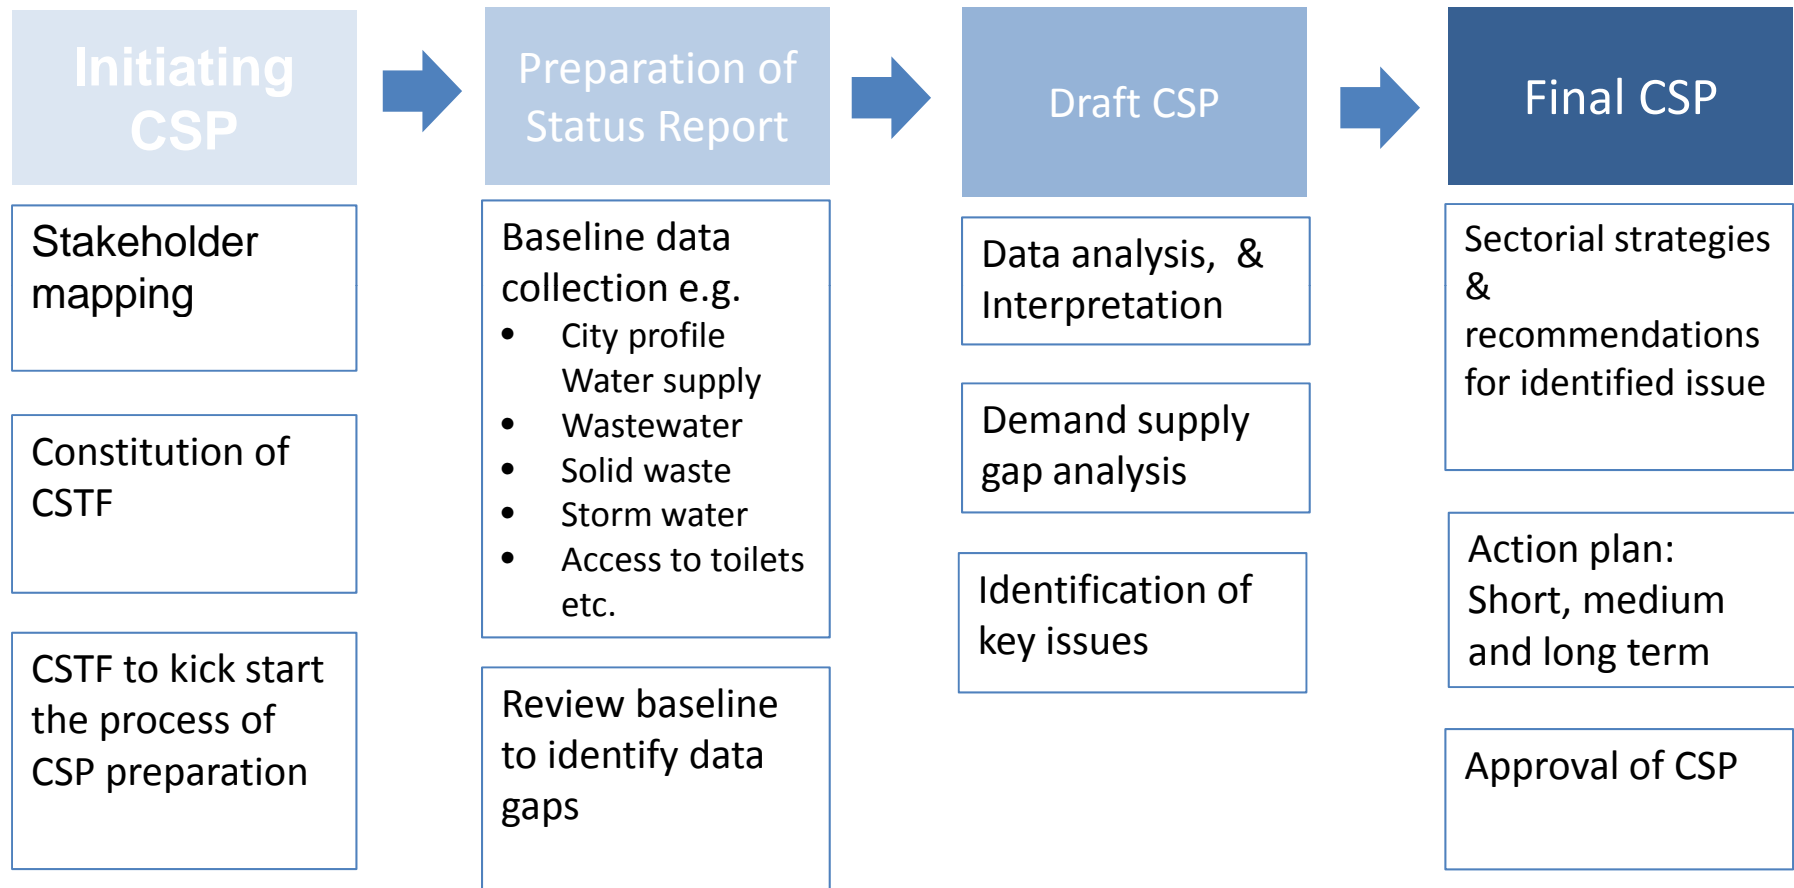 Initiating
CSP
Stakeholder
mapping
Constitution of
CSTF
CSTF to kick start
the process of
CSP preparation
Preparation of
Status Report
Baseline data
collection e.g.
• City profile
Water supply
• Wastewater
• Solid waste
• Storm water
• Access to toilets
etc.
Review baseline
to identify data
gaps
Draft CSP
Data analysis, &
Interpretation
Demand supply
gap analysis
Identification of
key issues
Final CSP
Sectorial strategies
&
recommendations
for identified issue
Action plan:
Short, medium
and long term
Approval of CSP